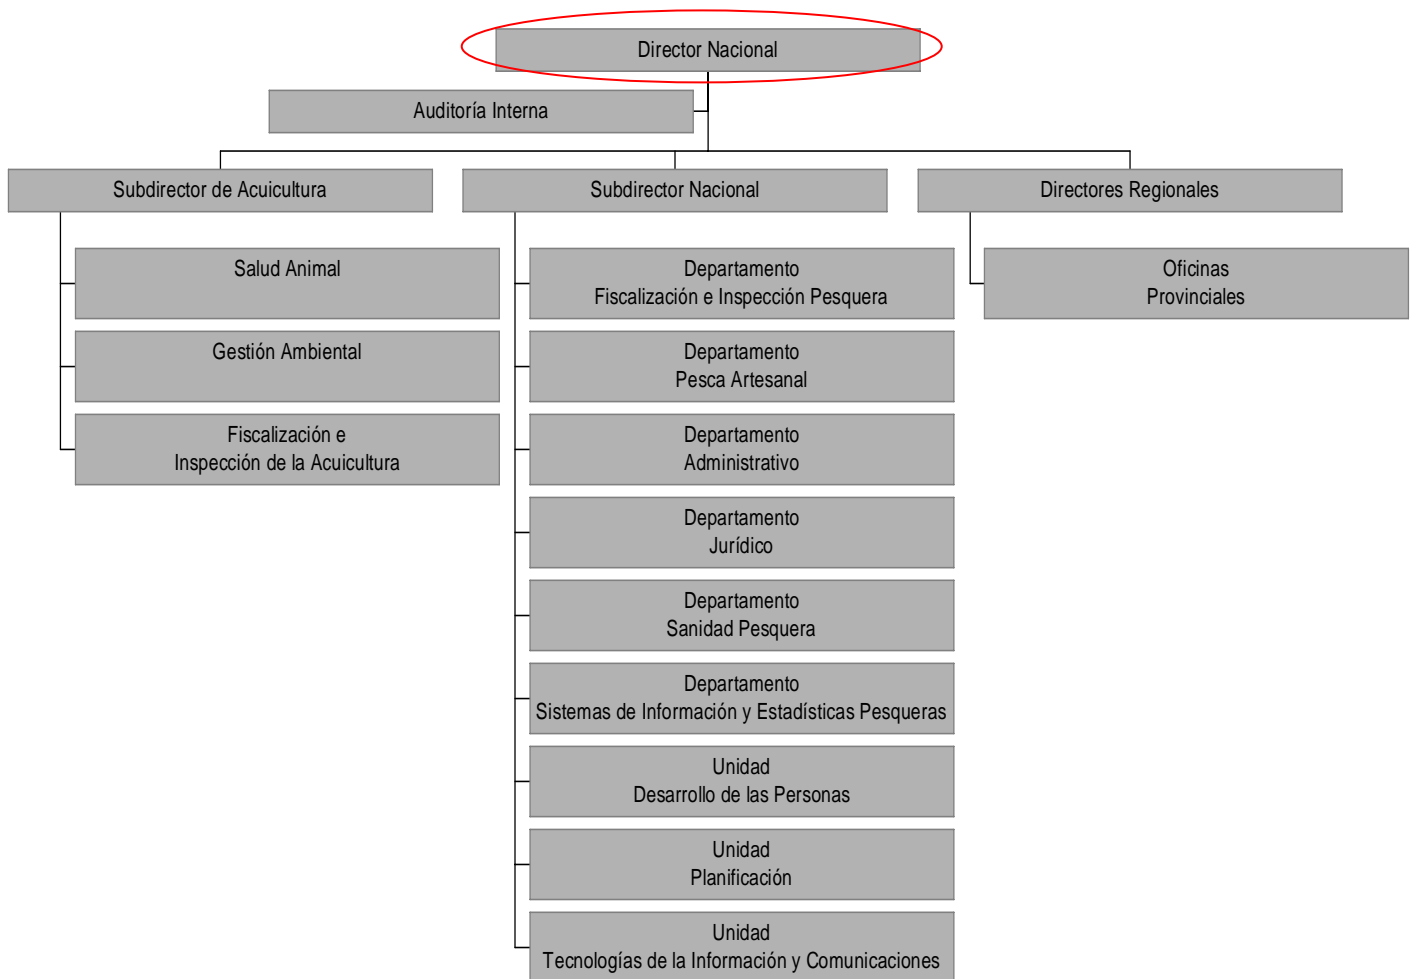 Director Nacional
Auditoría Interna
Subdirector de Acuicultura
Subdirector Nacional
Directores Regionales
Salud Animal
Gestión Ambiental
Fiscalización e
Inspección de la Acuicultura
Departamento
Fiscalización e Inspección Pesquera
Departamento
Pesca Artesanal
Departamento
Administrativo
Departamento
Jurídico
Departamento
Sanidad Pesquera
Departamento
Sistemas de Información y Estadísticas Pesqueras
Unidad
Desarrollo de las Personas
Unidad
Planificación
Unidad
Tecnologías de la Información y Comunicaciones
Oficinas
Provinciales